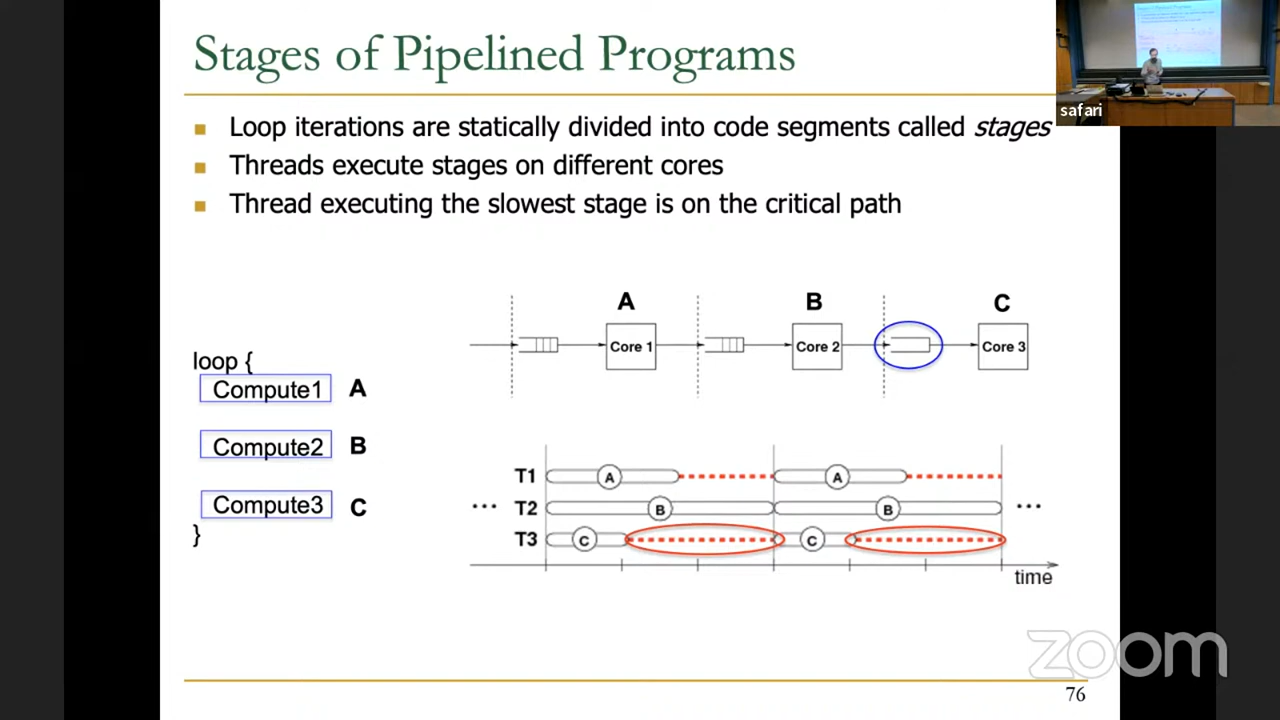 Stages of Pipelined Programs
safari
Loop iterations are statically divided into code segments called stages
Threads execute stages on different cores
Thread executing the slowest stage is on the critical path
A B C
Core 1 Core 2 Core 3
loop {
Compute1 A
Compute2 B
Compute3 C
}
T1 A A
... T2 B B ...
T3 C C
time
zoom
76